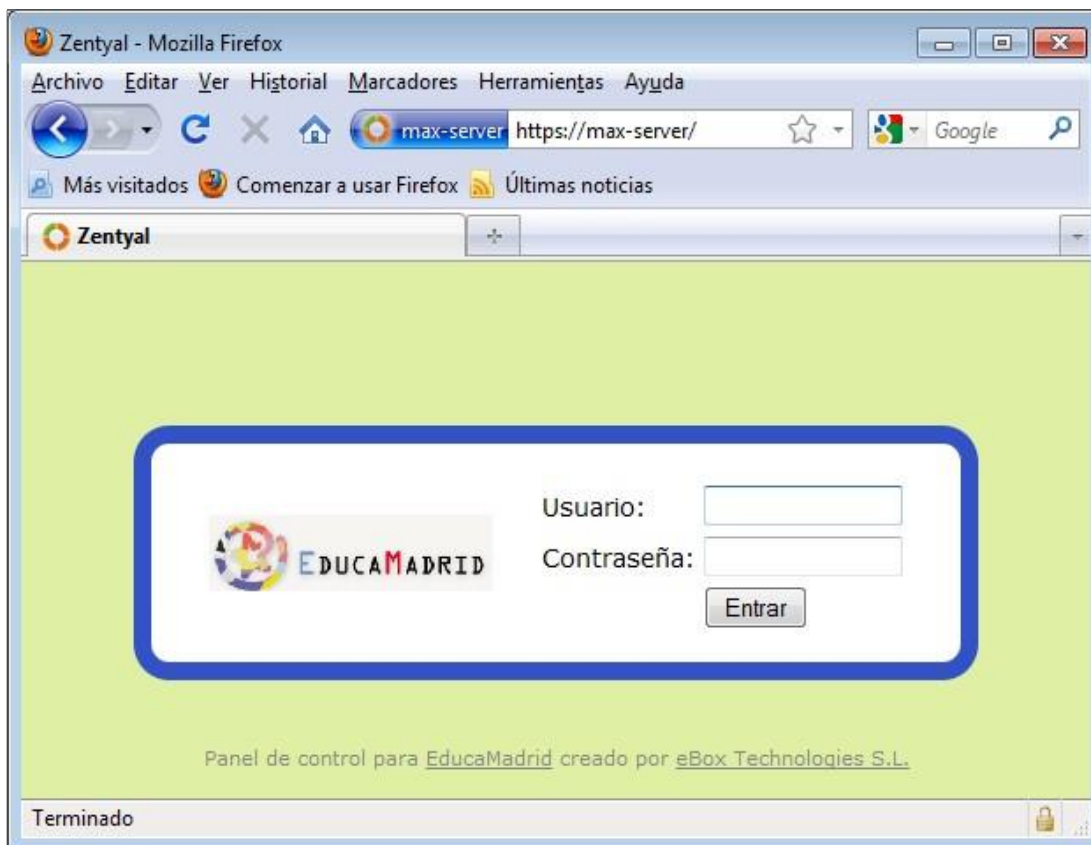 Zentyal - Mozilla Firefox
Archivo Editar Ver Historial Marcadores Herramientas Ayuda
max-server https://max-server/ Google
Más visitados Comenzar a usar Firefox Últimas noticias
Zentyal
Usuario:
EDUCAMADRID
Contraseña:
Entrar
Panel de control para EducaMadrid creado por eBox Technologies S.L.
Terminado